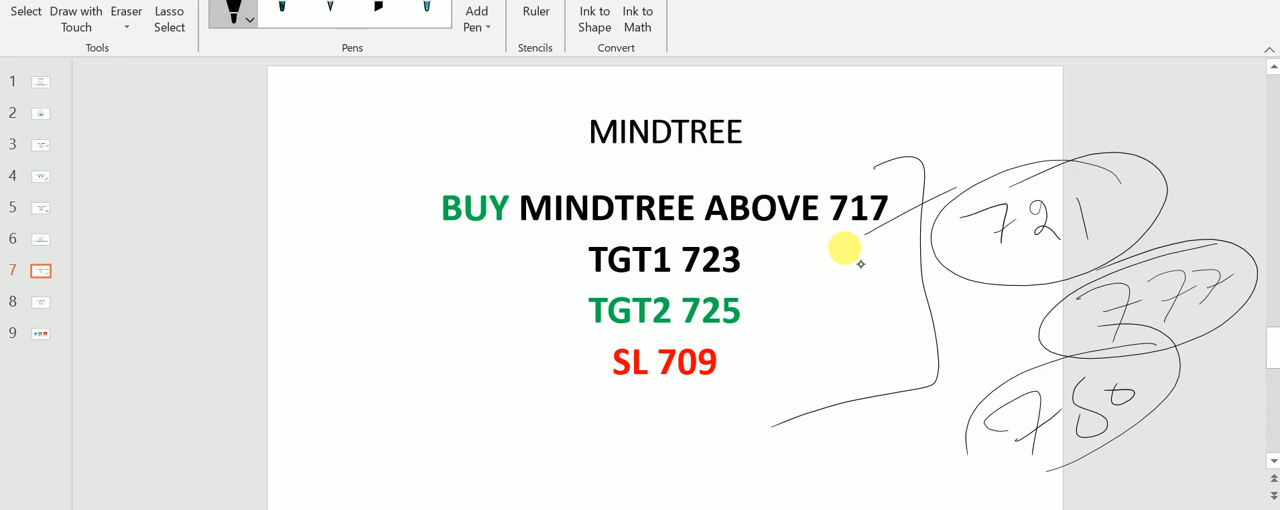 Select
Draw with Touch
Eraser
Lasso Select
Add Pen
Ruler
Ink to Shape
Ink to Math
Tools
Pens
Stencils
Convert
1
2
3
4
5
6
7
8
9
MINDTREE
BUY MINDTREE ABOVE 717
TGT1 723
TGT2 725
SL 709
721
777
750